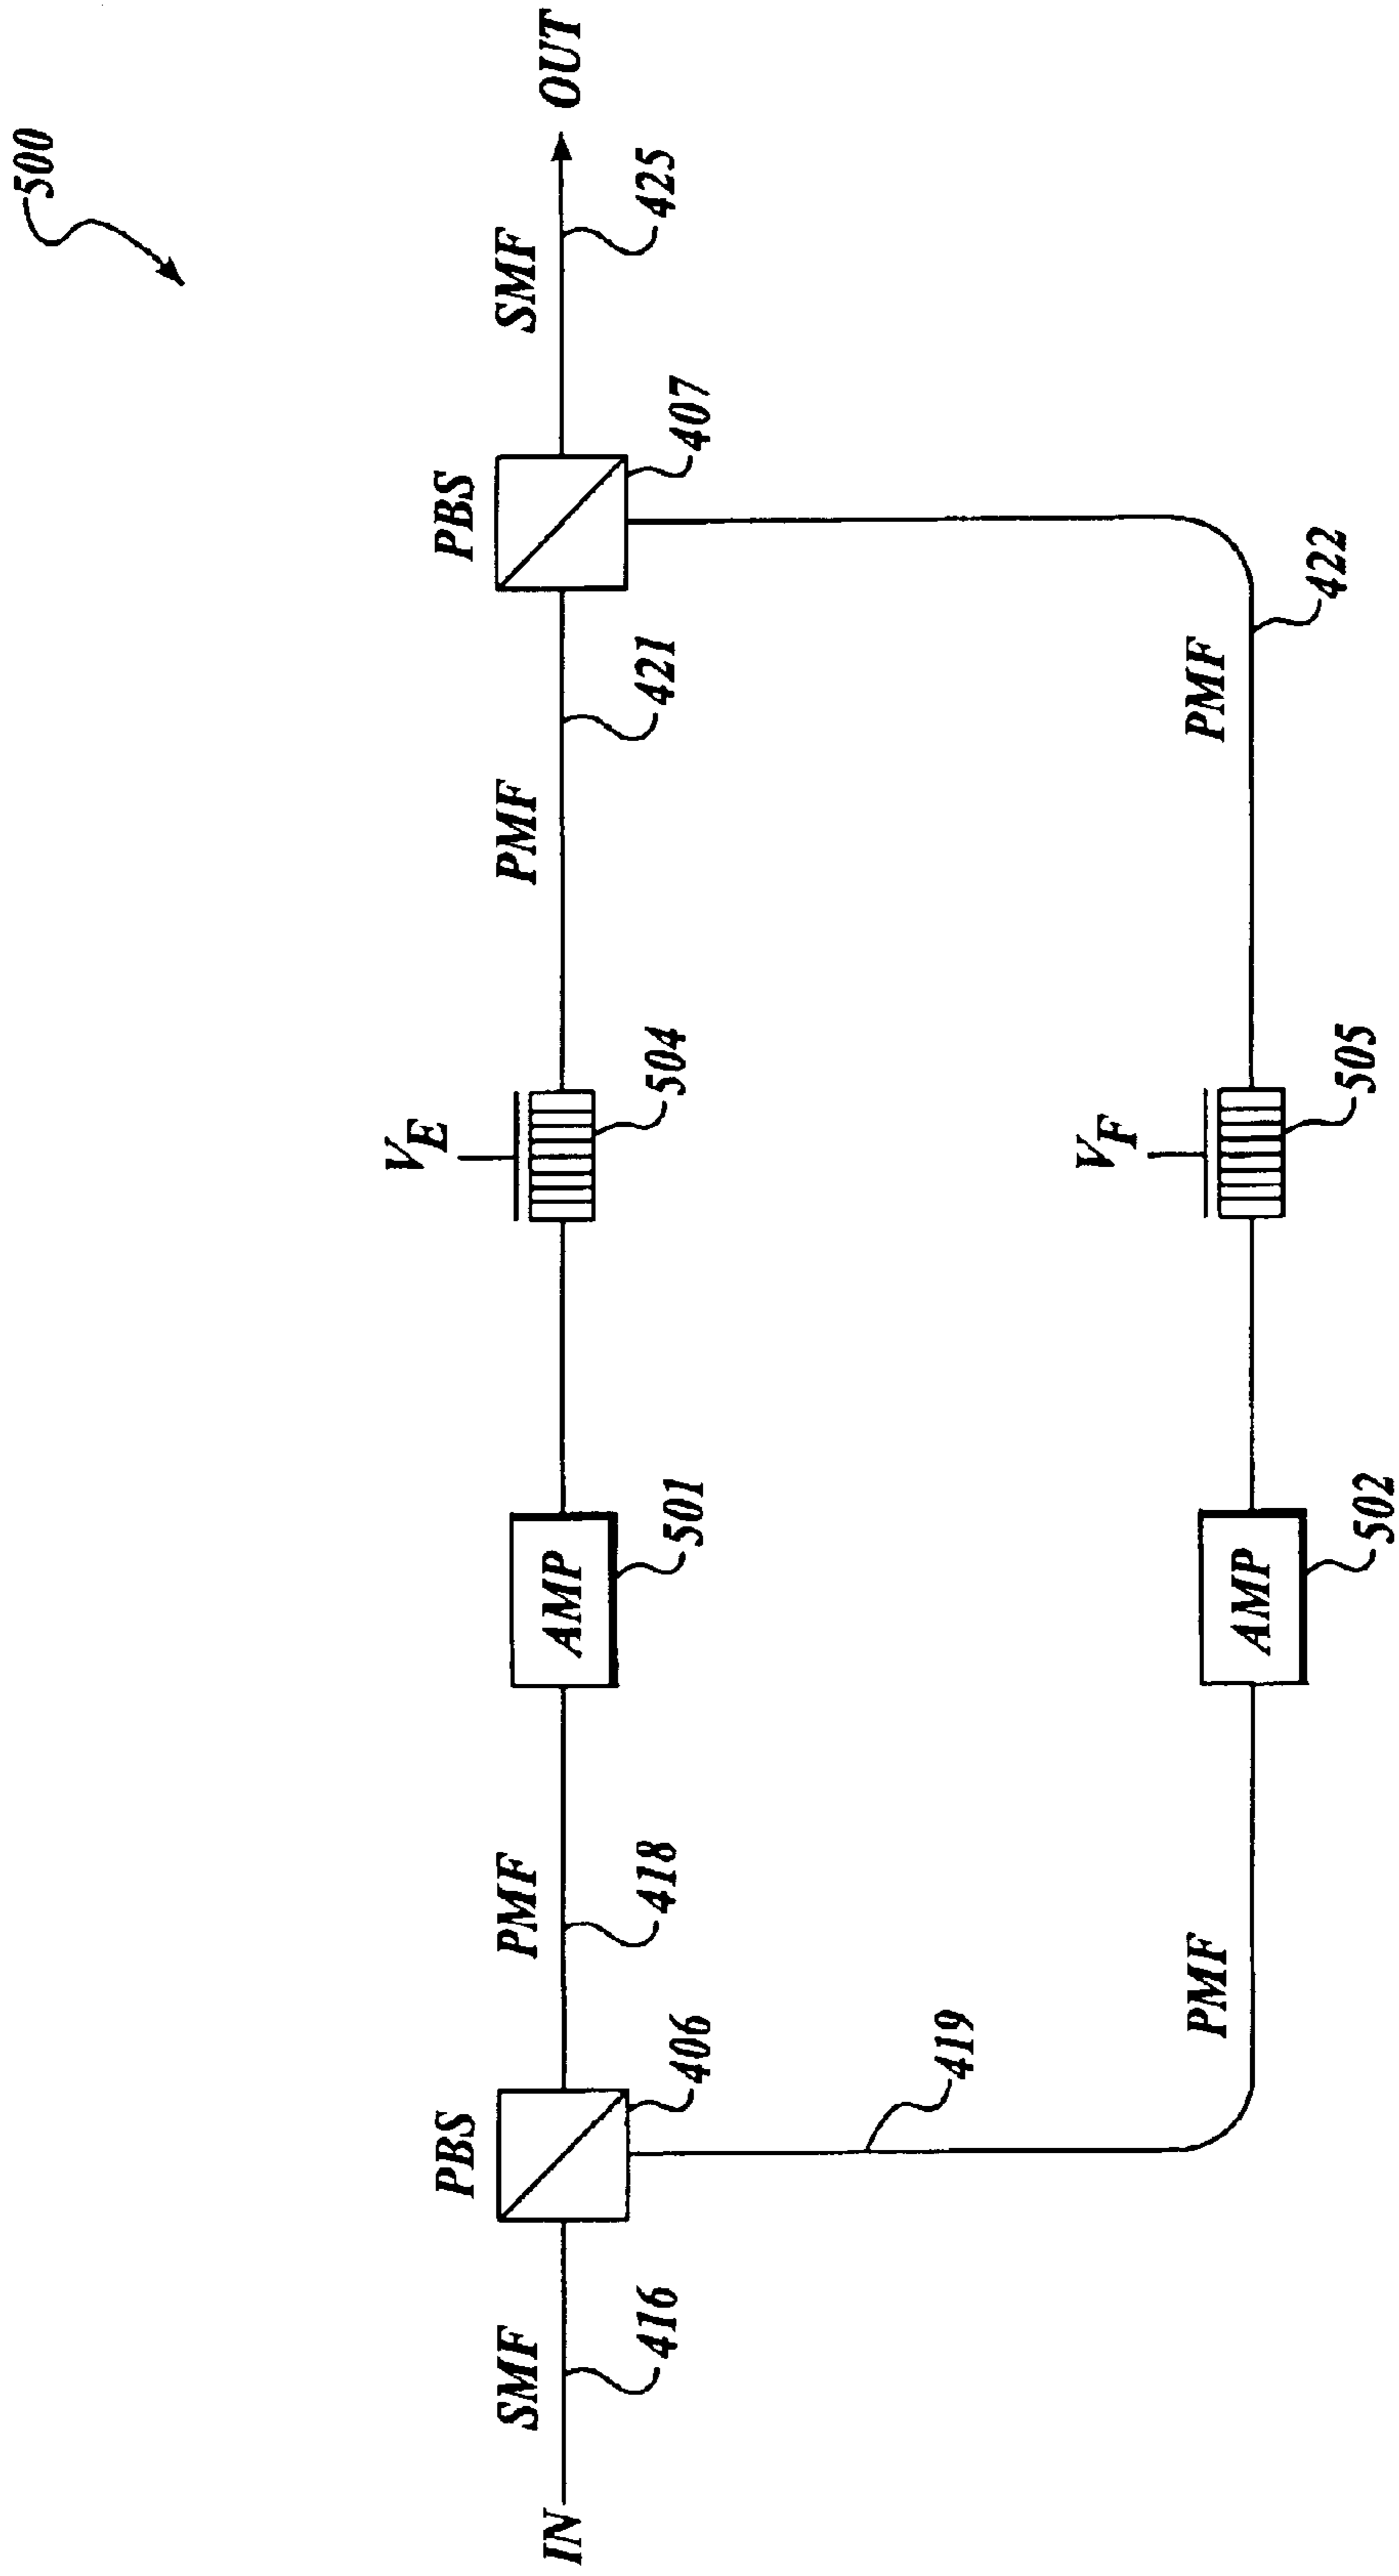 500
IN
SMF
416
PBS
406
PMF
418
AMP
501
V_E
504
PMF
421
PBS
407
SMF
425
OUT
419
PMF
AMP
502
V_F
505
PMF
422